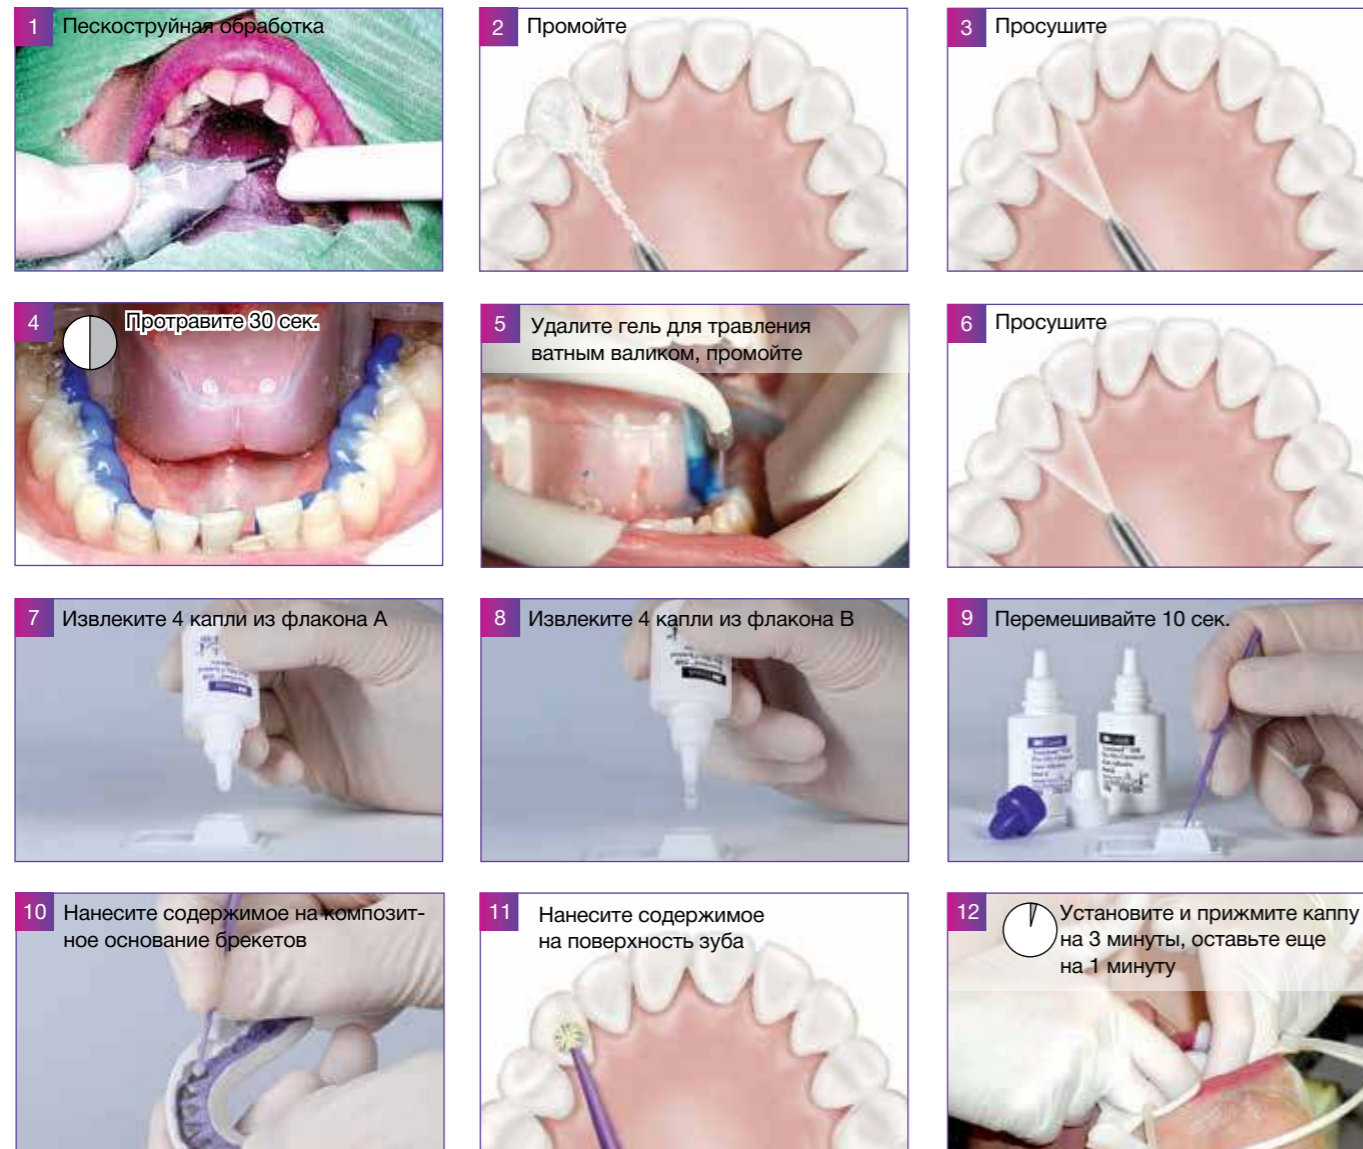 1 Пескоструйная обработка
2 Промойте
3 Просушите
4 Протравите 30 сек.
5 Удалите гель для травления
ватным валиком, промойте
6 Просушите
7 Извлеките 4 капли из флакона А
8 Извлеките 4 капли из флакона В
9 Перемешивайте 10 сек.
10 Нанесите содержимое на композит-
ное основание брекетов
11 Нанесите содержимое
на поверхность зуба
12 Установите и прижмите каппу
на 3 минуты, оставьте еще
на 1 минуту